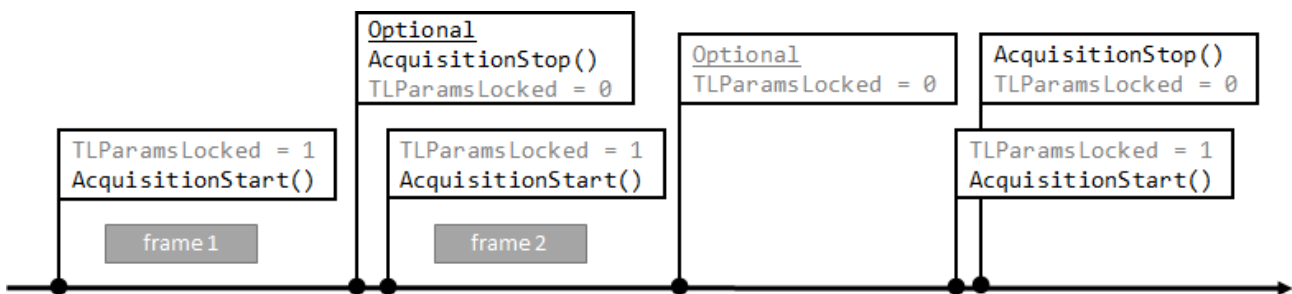 Optional
AcquisitionStop()
TLParamsLocked = 0
Optional
TLParamsLocked = 0
AcquisitionStop()
TLParamsLocked = 0
TLParamsLocked = 1
AcquisitionStart()
TLParamsLocked = 1
AcquisitionStart()
TLParamsLocked = 1
AcquisitionStart()
frame 1
frame 2